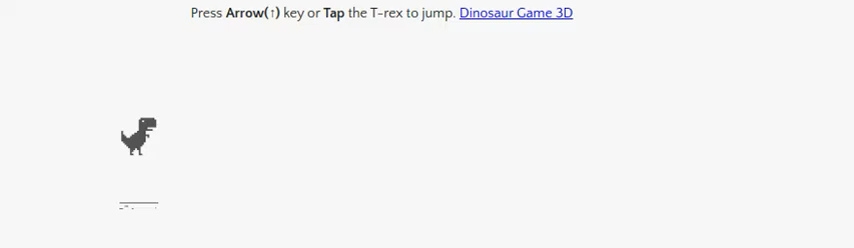 Press Arrow(↑) key or Tap the T-rex to jump. Dinosaur Game 3D